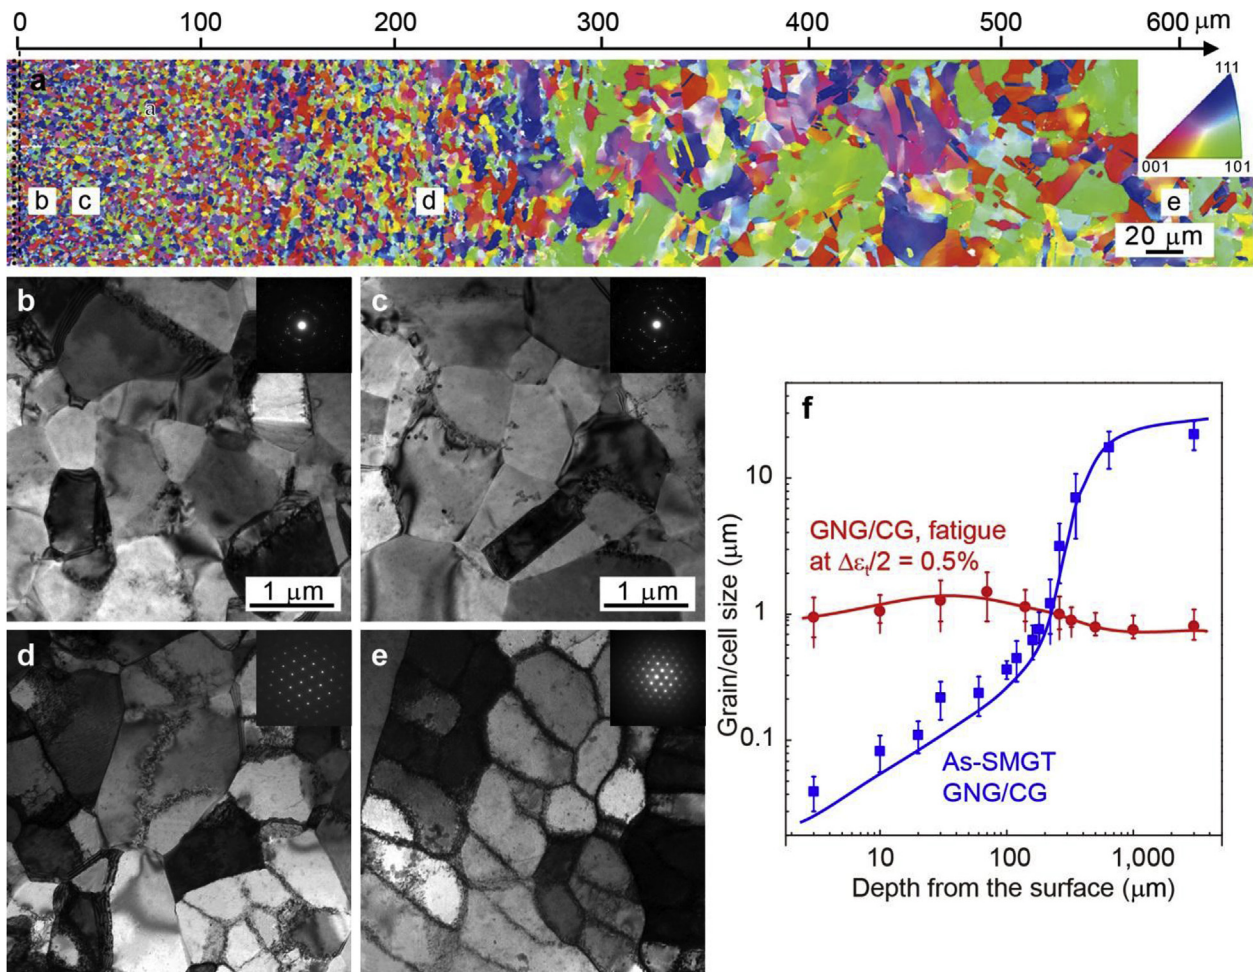 0 100 200 300 400 500 600 μm
a
a
111
001 101
b c d e
20 μm
b
1 μm
c
1 μm
d
e
f
Grain/cell size (μm)
10
1
0.1
GNG/CG, fatigue
at Δεt/2 = 0.5%
As-SMGT
GNG/CG
10 100 1,000
Depth from the surface (μm)